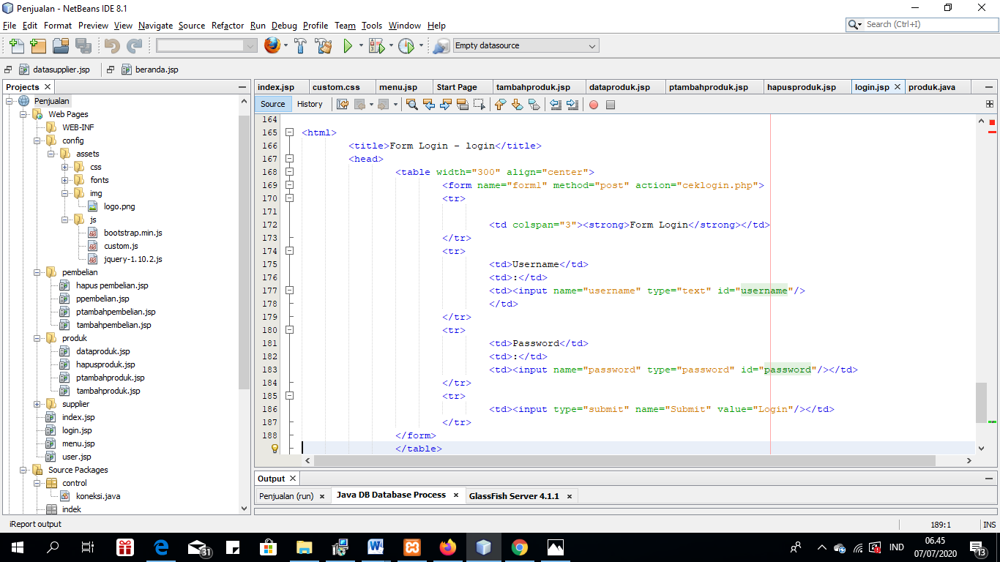 Penjualan - NetBeans IDE 8.1
File Edit Format Preview View Navigate Source Refactor Run Debug Profile Team Tools Window Help
Search (Ctrl+I)
Empty datasource
datasupplier.jsp beranda.jsp
Projects
index.jsp custom.css menu.jsp Start Page tambahproduk.jsp dataproduk.jsp ptambahproduk.jsp hapusproduk.jsp login.jsp produk.java
Source History
Penjualan
Web Pages
WEB-INF
config
assets
css
fonts
img
logo.png
js
bootstrap.min.js
custom.js
jquery-1.10.2.js
pembelian
hapus pembelian.jsp
ppembelian.jsp
ptambahpembelian.jsp
tambahpembelian.jsp
produk
dataproduk.jsp
hapusproduk.jsp
ptambahproduk.jsp
tambahproduk.jsp
supplier
index.jsp
login.jsp
menu.jsp
user.jsp
Source Packages
control
koneksi.java
indek
164
165 <html>
166 <title>Form Login - login</title>
167 <head>
168 <table width="300" align="center">
169 <form name="form1" method="post" action="ceklogin.php">
170 <tr>
171
172 <td colspan="3"><strong>Form Login</strong></td>
173 </tr>
174 <tr>
175 <td>Username</td>
176 <td>:</td>
177 <td><input name="username" type="text" id="username"/>
178 </td>
179 </tr>
180 <tr>
181 <td>Password</td>
182 <td>:</td>
183 <td><input name="password" type="password" id="password"/></td>
184 </tr>
185 <tr>
186 <td><input type="submit" name="Submit" value="Login"/></td>
187 </tr>
188 </form>
</table>
Output
Penjualan (run) Java DB Database Process GlassFish Server 4.1.1
iReport output
189:1 INS
31
IND
06.45
07/07/2020
13